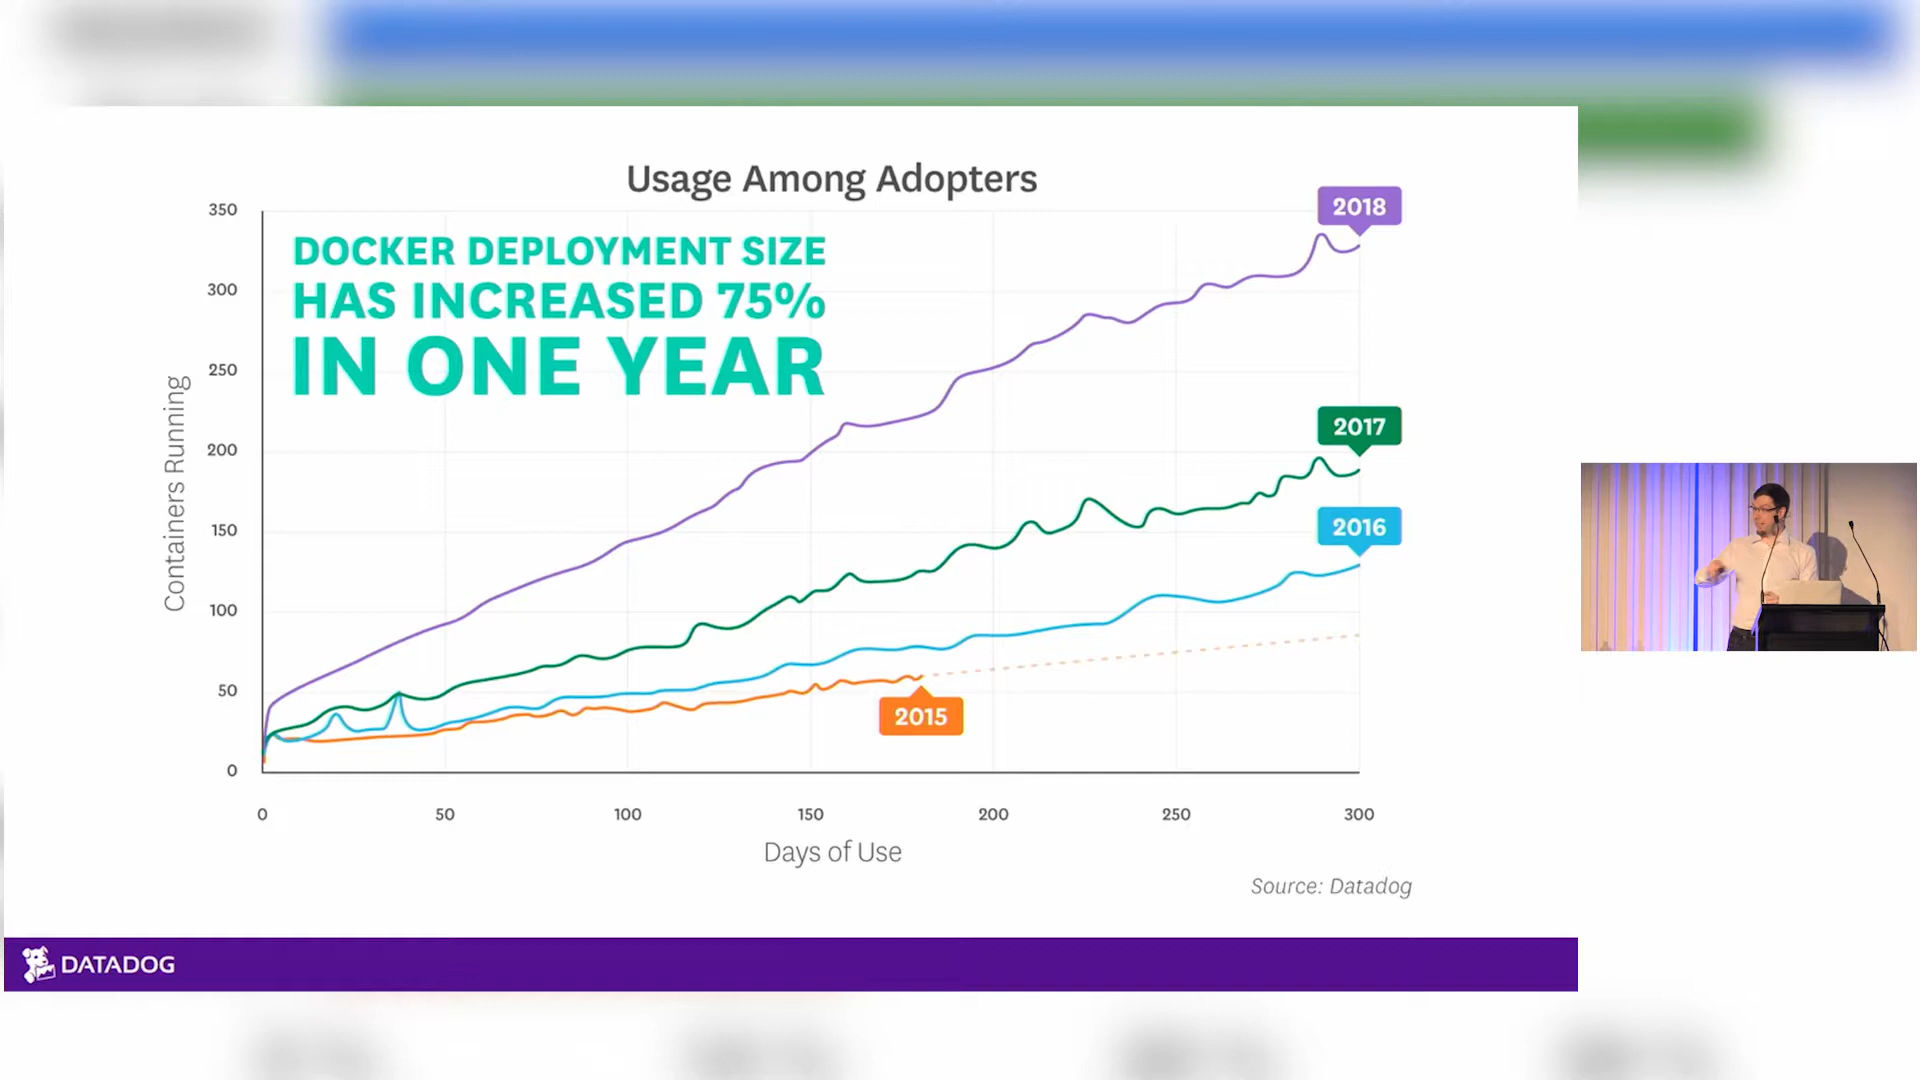 Usage Among Adopters
DOCKER DEPLOYMENT SIZE
HAS INCREASED 75%
IN ONE YEAR
Containers Running
350
300
250
200
150
100
50
0
2018
2017
2016
2015
0 50 100 150 200 250 300
Days of Use
Source: Datadog
DATADOG